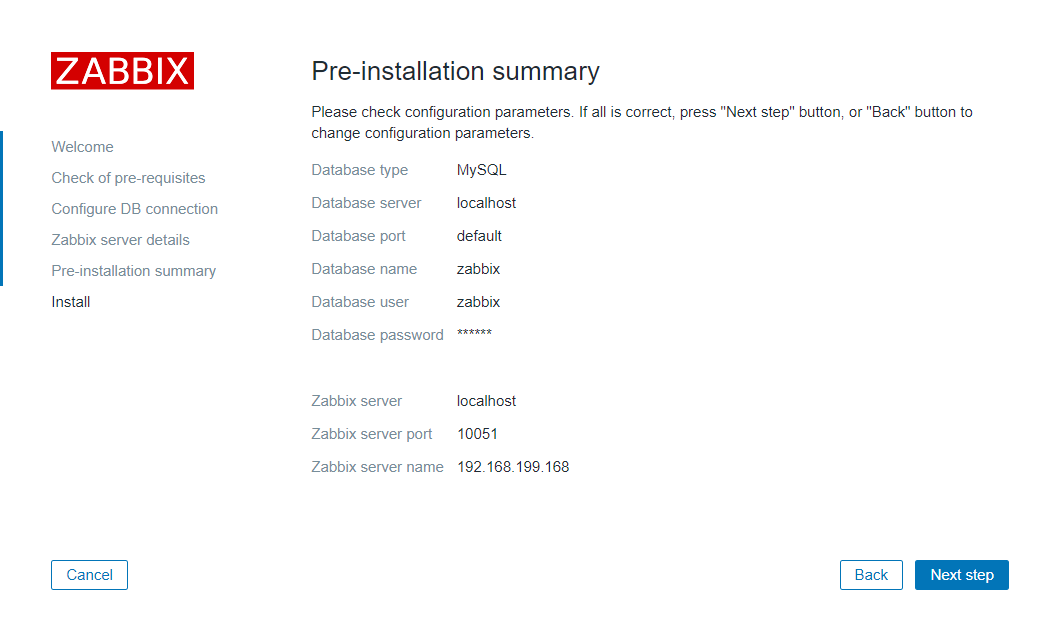 ZABBIX
Welcome
Check of pre-requisites
Configure DB connection
Zabbix server details
Pre-installation summary
Install
Pre-installation summary
Please check configuration parameters. If all is correct, press "Next step" button, or "Back" button to
change configuration parameters.
Database type MySQL
Database server localhost
Database port default
Database name zabbix
Database user zabbix
Database password ******
Zabbix server localhost
Zabbix server port 10051
Zabbix server name 192.168.199.168
Cancel Back Next step